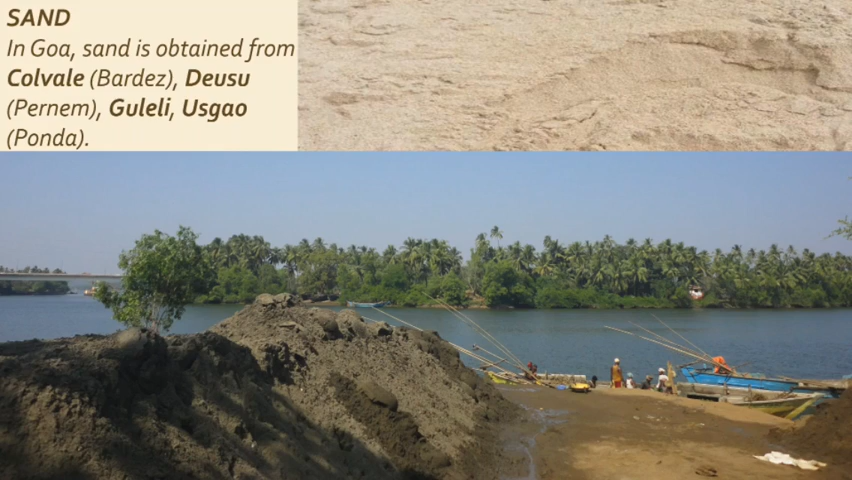 SAND
In Goa, sand is obtained from
Colvale (Bardez), Deusu
(Pernem), Guleli, Usgao
(Ponda).